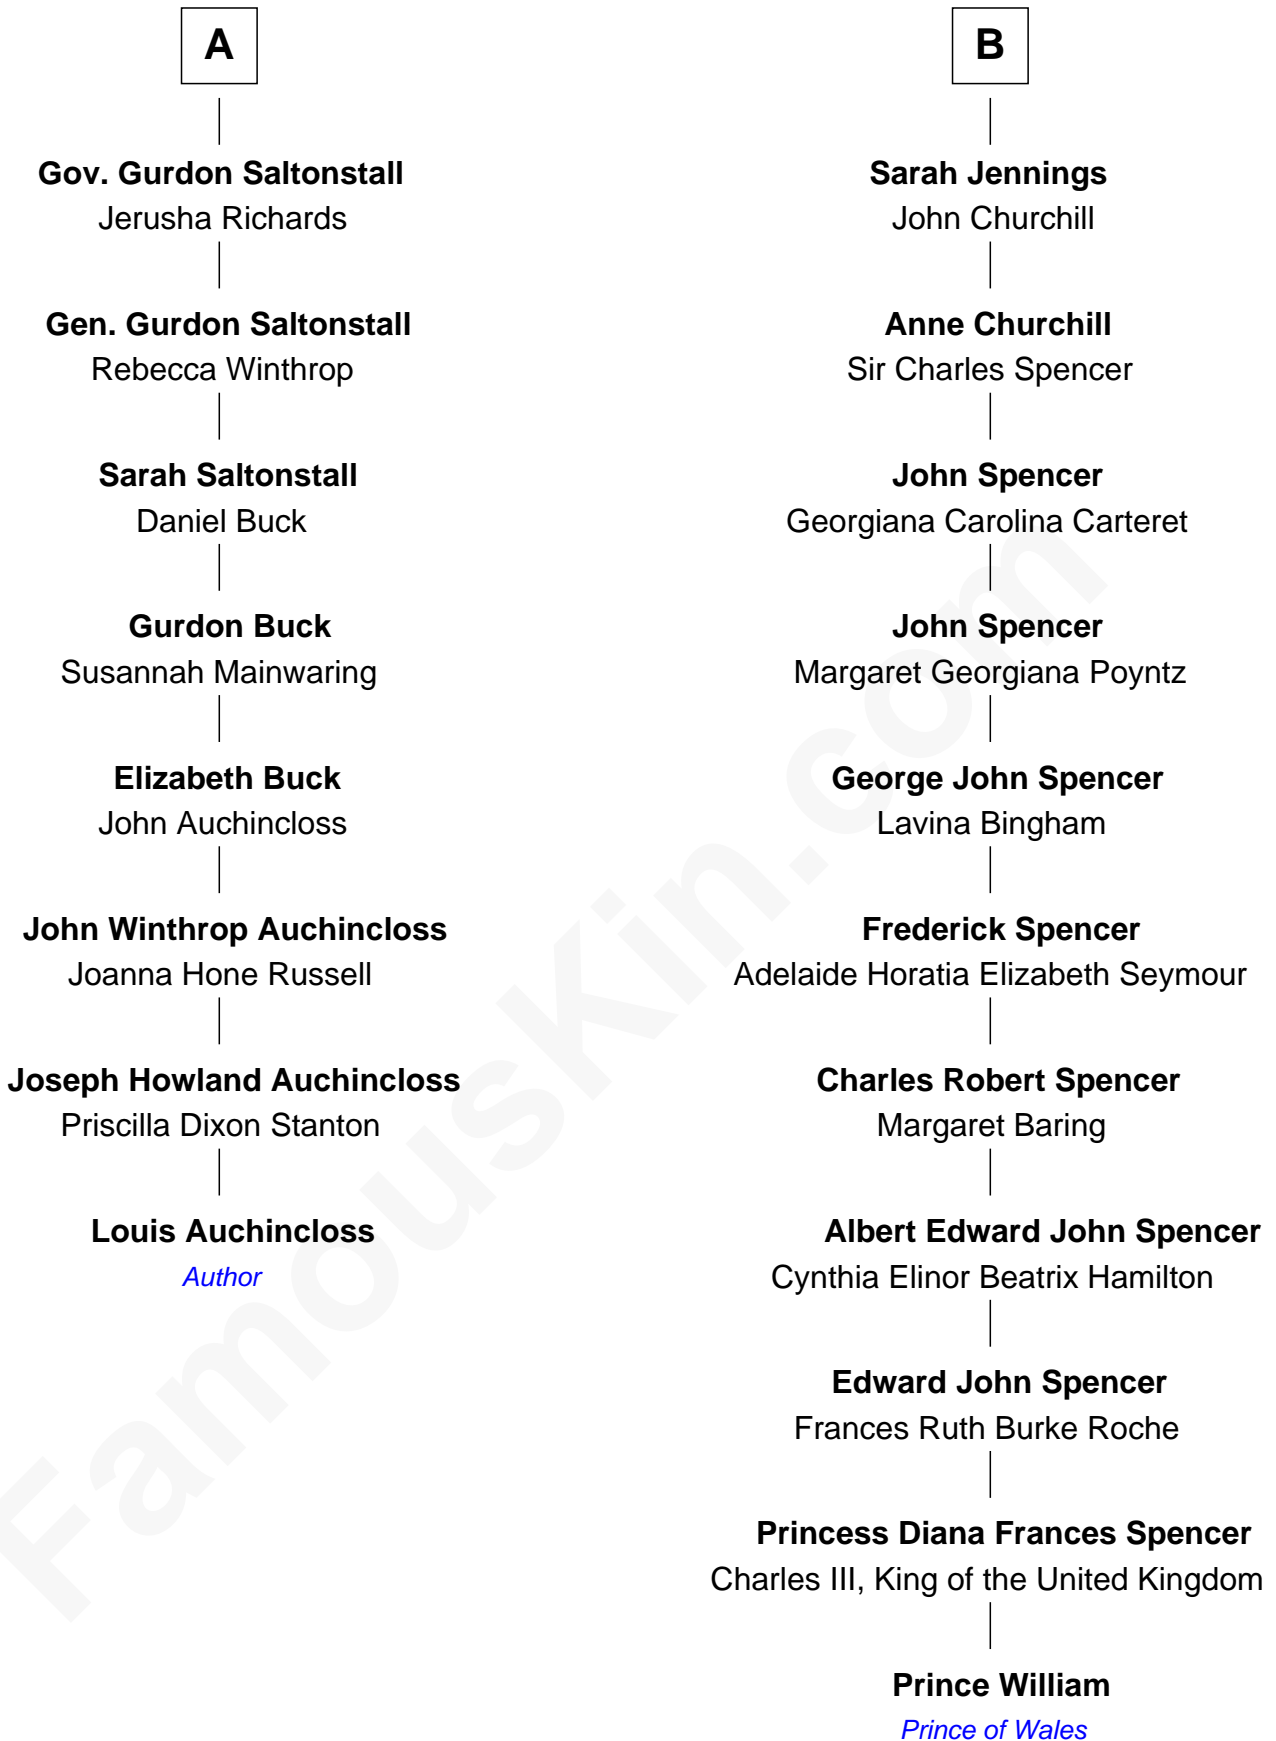 A
Gov. Gurdon Saltonstall
Jerusha Richards
Gen. Gurdon Saltonstall
Rebecca Winthrop
Sarah Saltonstall
Daniel Buck
Gurdon Buck
Susannah Mainwaring
Elizabeth Buck
John Auchincloss
John Winthrop Auchincloss
Joanna Hone Russell
Joseph Howland Auchincloss
Priscilla Dixon Stanton
Louis Auchincloss
Author
B
Sarah Jennings
John Churchill
Anne Churchill
Sir Charles Spencer
John Spencer
Georgiana Carolina Carteret
John Spencer
Margaret Georgiana Poyntz
George John Spencer
Lavina Bingham
Frederick Spencer
Adelaide Horatia Elizabeth Seymour
Charles Robert Spencer
Margaret Baring
Albert Edward John Spencer
Cynthia Elinor Beatrix Hamilton
Edward John Spencer
Frances Ruth Burke Roche
Princess Diana Frances Spencer
Charles III, King of the United Kingdom
Prince William
Prince of Wales
FamousKin.com